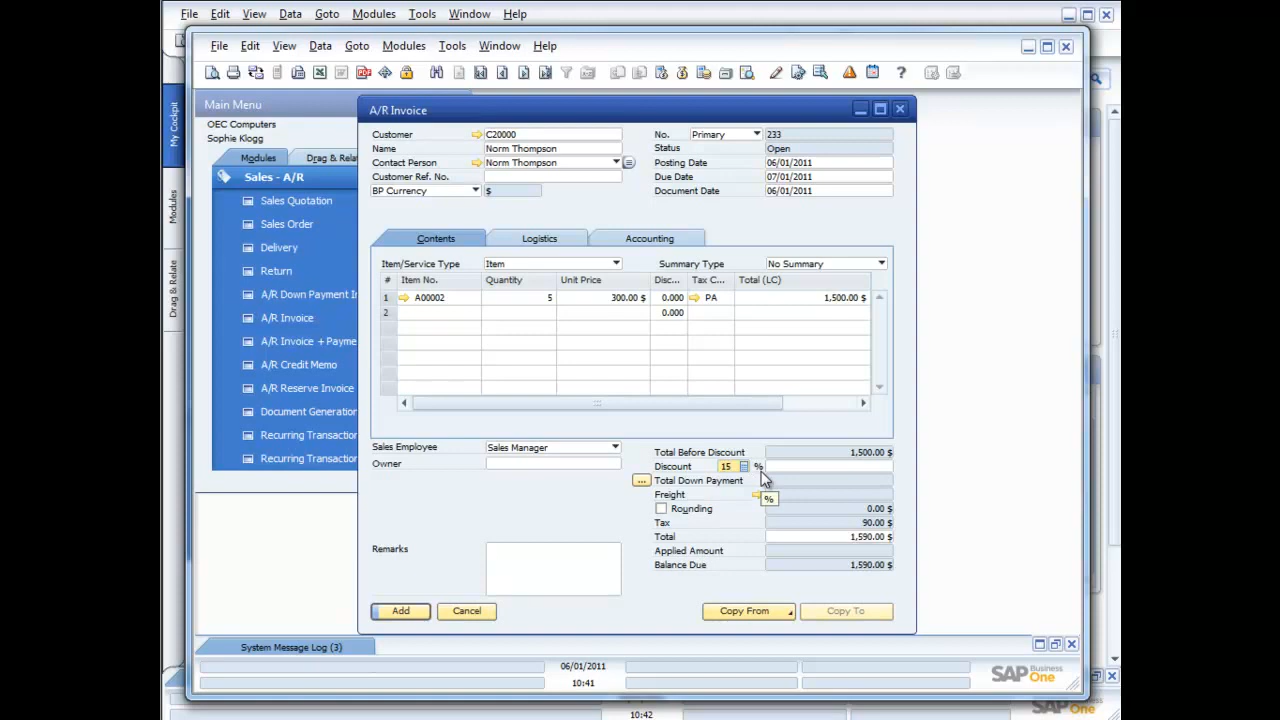 File Edit View Data Goto Modules Tools Window Help
File Edit View Data Goto Modules Tools Window Help
Main Menu
OEC Computers
Sophie Klogg
Modules Drag & Rela
Sales - A/R
Sales Quotation
Sales Order
Delivery
Return
A/R Down Payment In
A/R Invoice
A/R Invoice + Payme
A/R Credit Memo
A/R Reserve Invoice
Document Generation
Recurring Transaction
Recurring Transaction
My Cockpit
Modules
Drag & Relate
A/R Invoice
Customer C20000 No. Primary 233
Name Norm Thompson Status Open
Contact Person Norm Thompson Posting Date 06/01/2011
Customer Ref. No. Due Date 07/01/2011
BP Currency $ Document Date 06/01/2011
Contents Logistics Accounting
Item/Service Type Item Summary Type No Summary
# Item No. Quantity Unit Price Disc... Tax C... Total (LC)
1 A00002 5 300.00 $ 0.000 PA 1,500.00 $
2 0.000
Sales Employee Sales Manager Total Before Discount 1,500.00 $
Owner Discount 15 %
... Total Down Payment
Freight
%
Rounding 0.00 $
Tax 90.00 $
Total 1,590.00 $
Remarks Applied Amount
Balance Due 1,590.00 $
Add Cancel Copy From Copy To
System Message Log (3)
06/01/2011
10:41
SAP Business One
10:42
SAP One